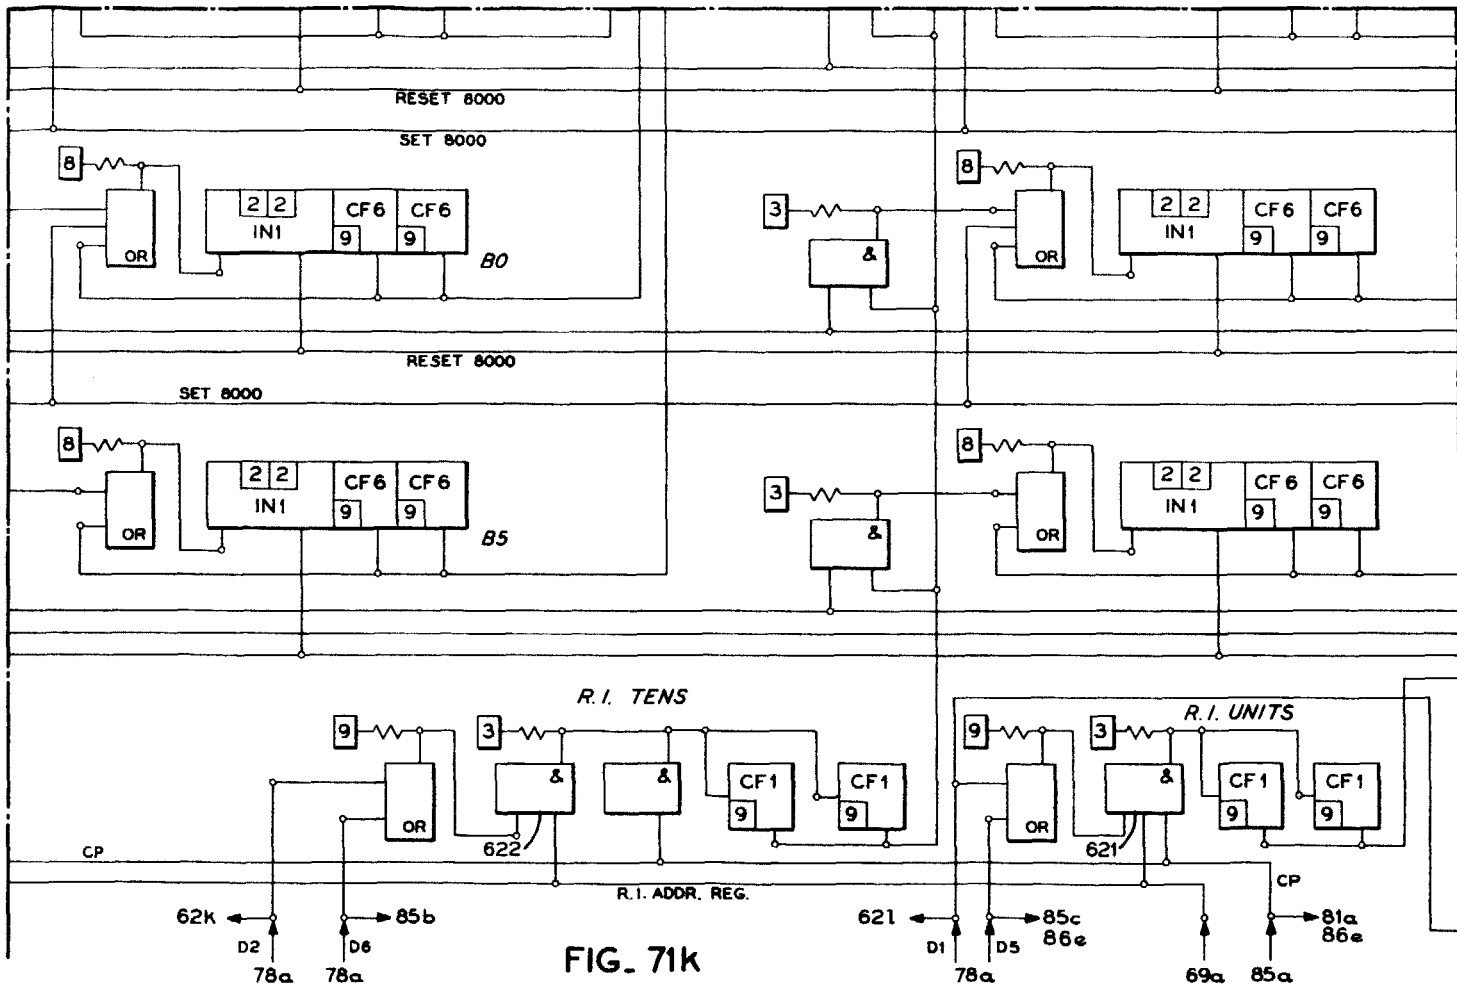 RESET 8000
SET 8000
8
2 2 CF6 CF6
IN1 9 9
OR
B0
3
&
8
OR
2 2 CF6 CF6
IN1 9 9
RESET 8000
SET 8000
8
2 2 CF6 CF6
IN1 9 9
OR
B5
3
&
8
OR
2 2 CF6 CF6
IN1 9 9
R.I. TENS
R.I. UNITS
9
OR
3
&
&
CF1
9
CF1
9
622
9
OR
3
&
CF1
9
CF1
9
621
CP
R.I. ADDR. REG.
CP
62k
85b
62l
85c
86e
81a
86e
D2
D6
D1
D5
78a
78a
78a
69a
85a
FIG. 71K